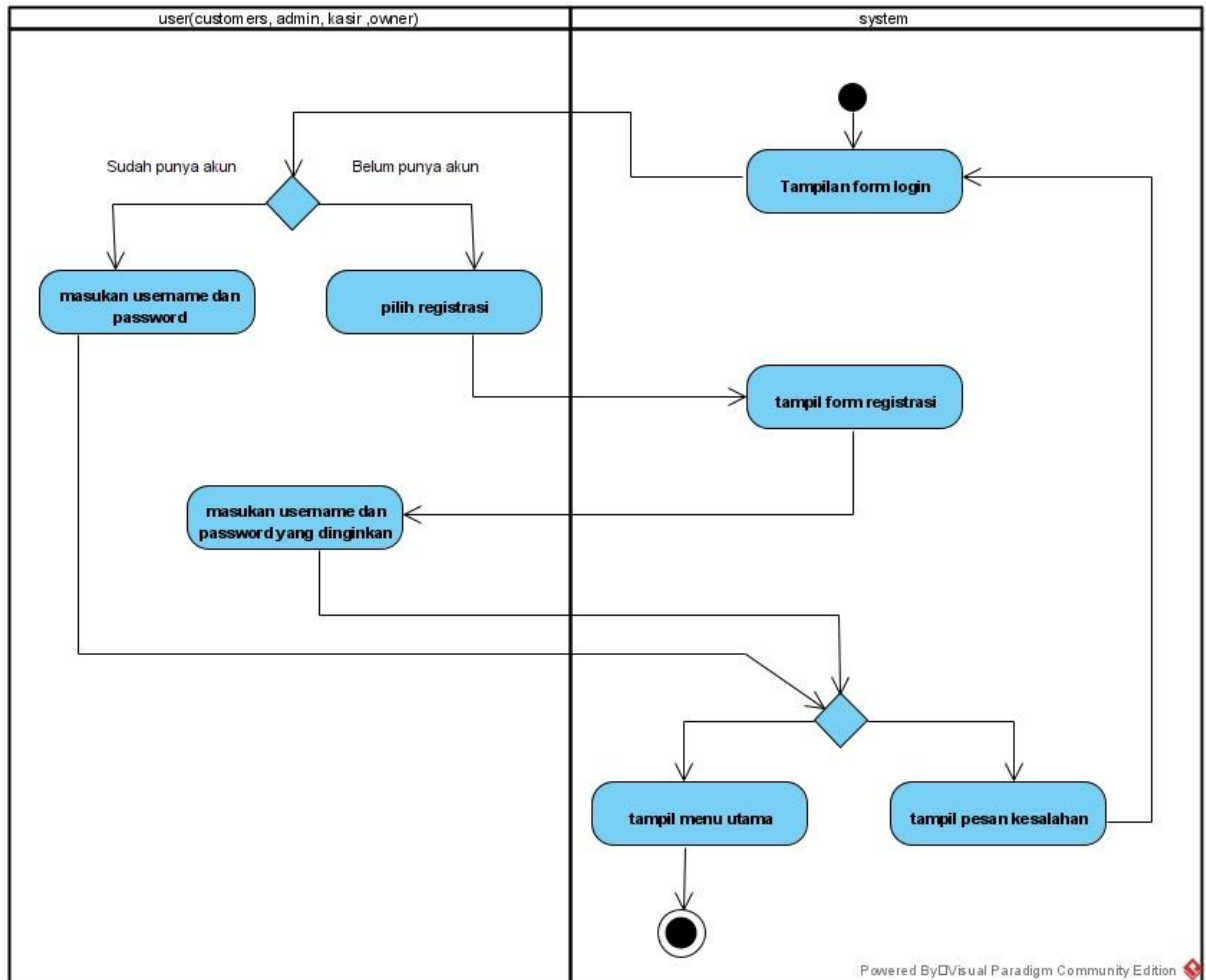 user(customers, admin, kasir ,owner)
system
Tampilan form login
Sudah punya akun
Belum punya akun
masukan username dan
password
pilih registrasi
tampil form registrasi
masukan username dan
password yang dinginkan
tampil menu utama
tampil pesan kesalahan
Powered By□Visual Paradigm Community Edition